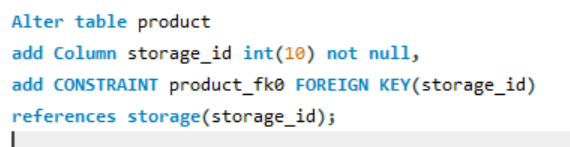 Alter table product
add Column storage_id int(10) not null,
add CONSTRAINT product_fk0 FOREIGN KEY(storage_id)
references storage(storage_id);